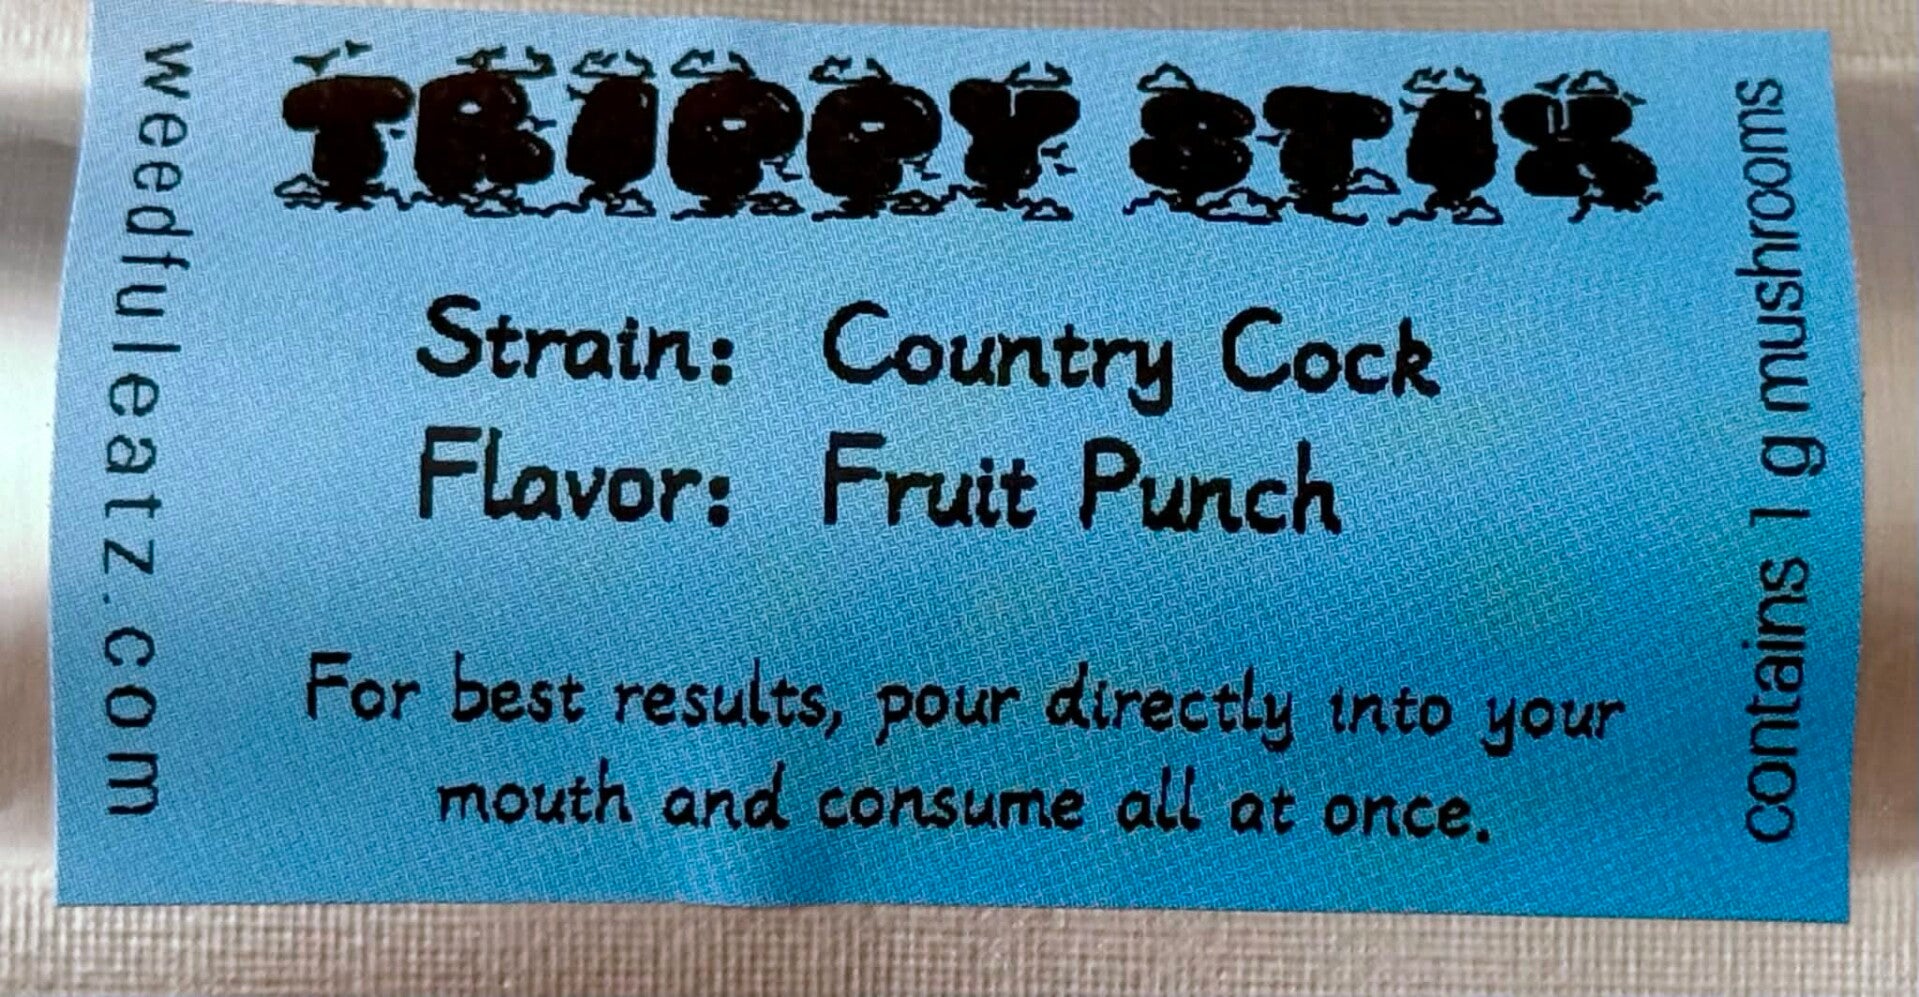 weedfuleatz.com
TRIPPY STIX
Strain: Country Cock
Flavor: Fruit Punch
For best results, pour directly into your
mouth and consume all at once.
contains 1 g mushrooms